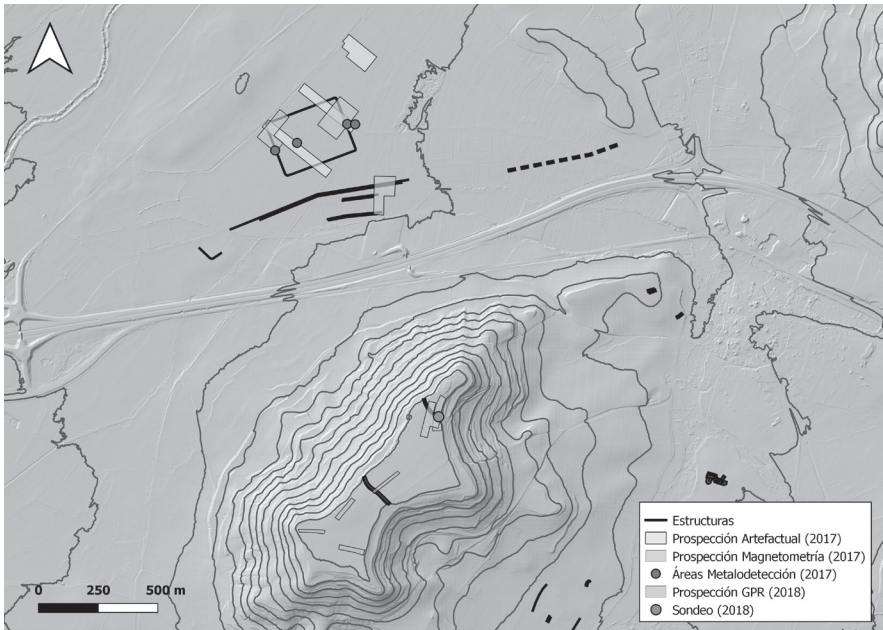 0 250 500 m
Estructuras
Prospección Artefactual (2017)
Prospección Magnetometría (2017)
Áreas Metalodetección (2017)
Prospección GPR (2018)
Sondeo (2018)